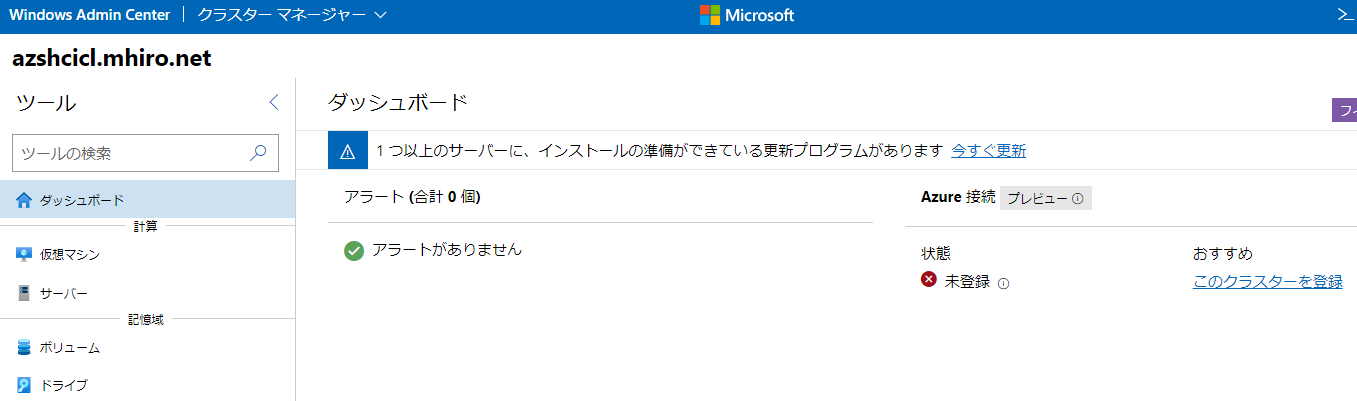 Windows Admin Center クラスター マネージャー Microsoft
azshcicl.mhiro.net
ツール
ツールの検索
ダッシュボード
計算
仮想マシン
サーバー
記憶域
ボリューム
ドライブ
ダッシュボード
フィ
1 つ以上のサーバーに、インストールの準備ができている更新プログラムがあります 今すぐ更新
アラート (合計 0 個)
アラートがありません
Azure 接続 プレビュー
状態 おすすめ
未登録 このクラスターを登録